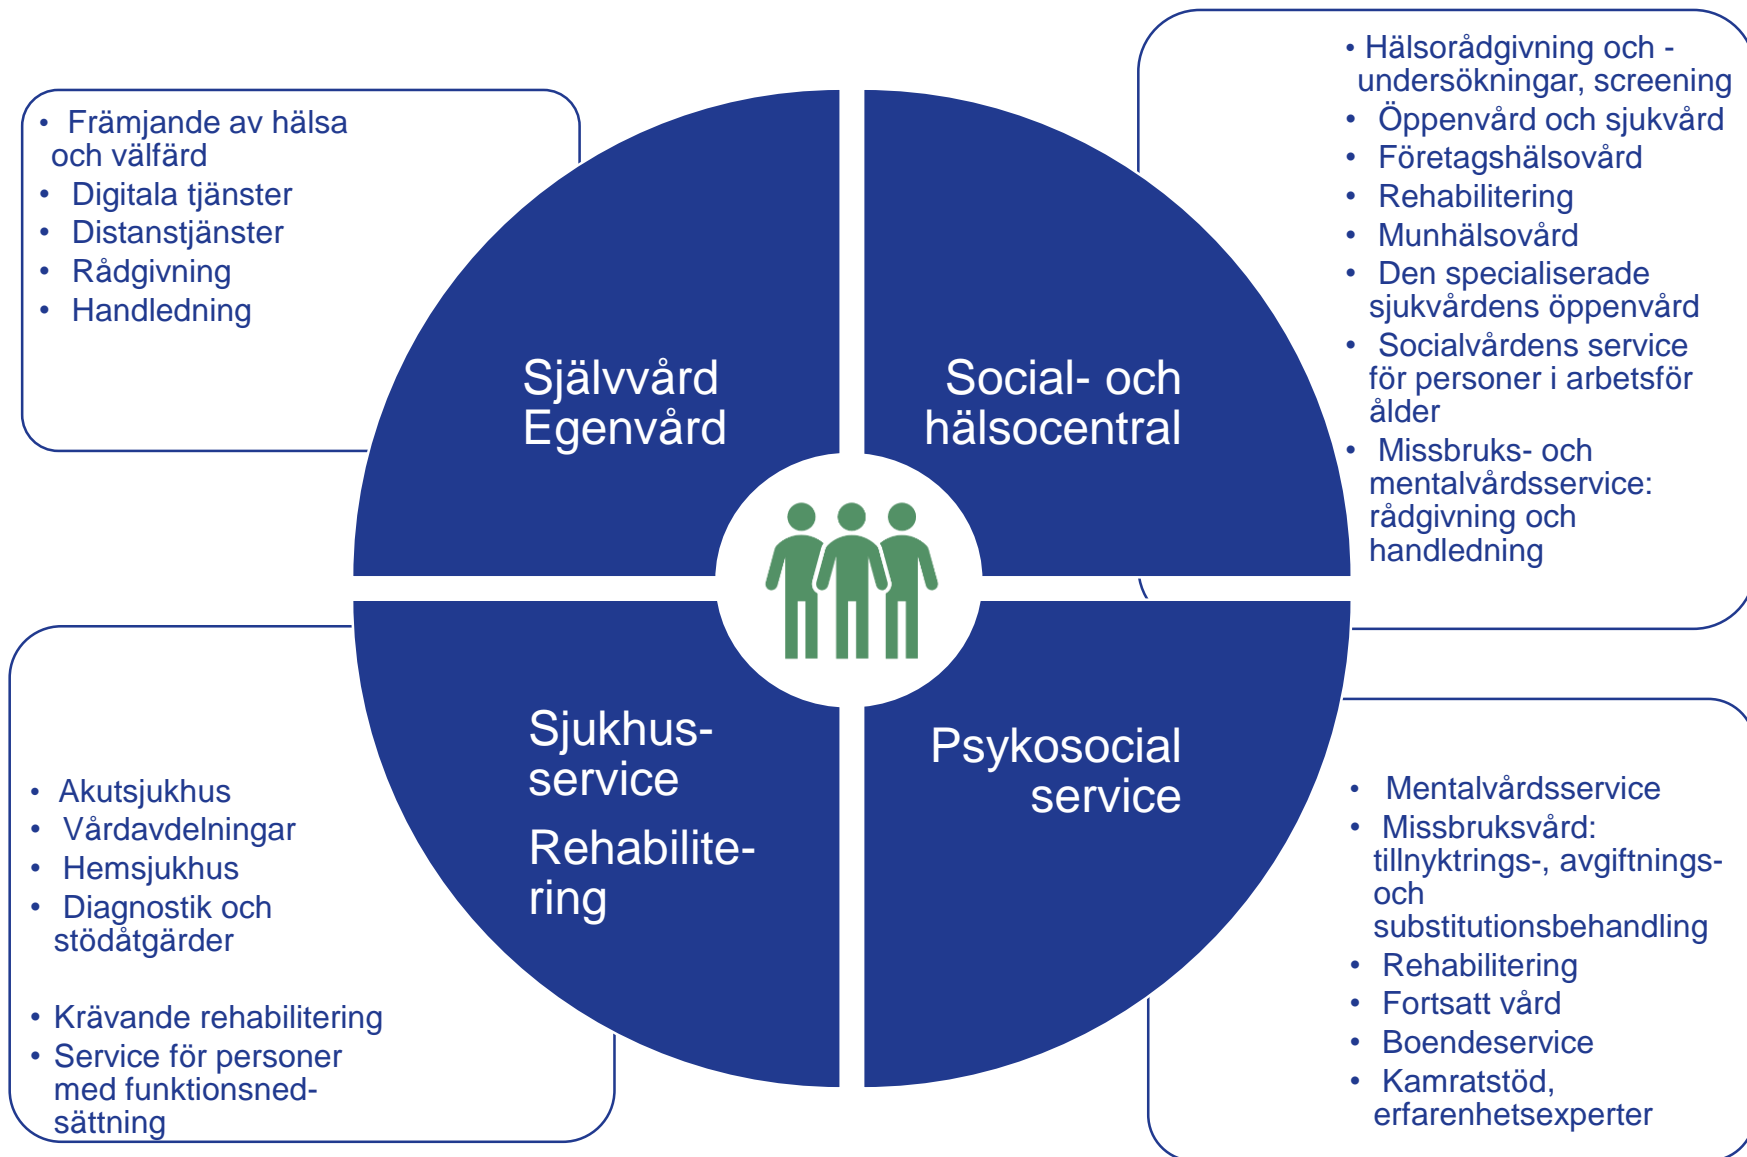 • Främjande av hälsa
och välfärd
• Digitala tjänster
• Distanstjänster
• Rådgivning
• Handledning
Självvård
Egenvård
Social- och
hälsocentral
• Hälsorådgivning och -
undersökningar, screening
• Öppenvård och sjukvård
• Företagshälsovård
• Rehabilitering
• Munhälsovård
• Den specialiserade
sjukvårdens öppenvård
• Socialvårdens service
för personer i arbetsför
ålder
• Missbruks- och
mentalvårdsservice:
rådgivning och
handledning
• Akutsjukhus
• Vårdavdelningar
• Hemsjukhus
• Diagnostik och
stödåtgärder
• Krävande rehabilitering
• Service för personer
med funktionsned-
sättning
Sjukhus-
service
Rehabilite-
ring
Psykosocial
service
• Mentalvårdsservice
• Missbruksvård:
tillnyktrings-, avgiftnings-
och
substitutionsbehandling
• Rehabilitering
• Fortsatt vård
• Boendeservice
• Kamratstöd,
erfarenhetsexperter